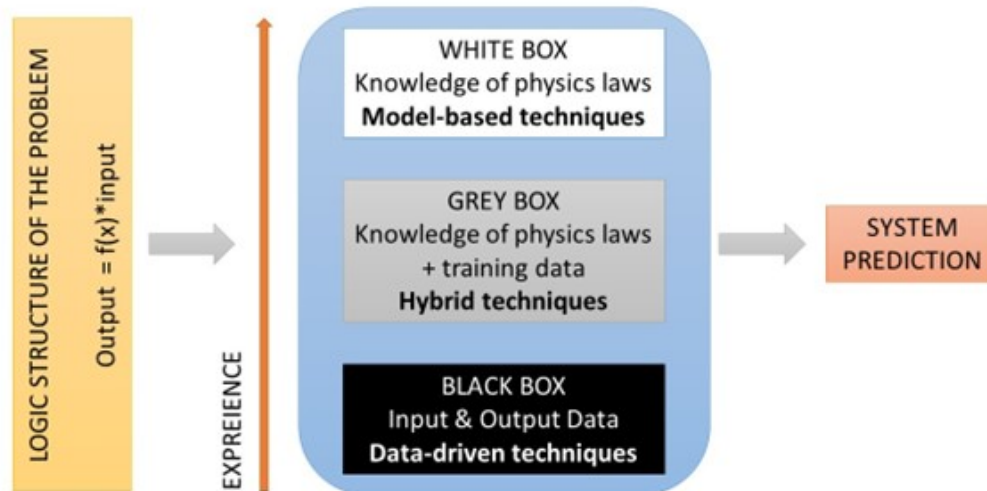 LOGIC STRUCTURE OF THE PROBLEM
Output = f(x)*input
EXPREIENCE
WHITE BOX
Knowledge of physics laws
Model-based techniques
GREY BOX
Knowledge of physics laws
+ training data
Hybrid techniques
BLACK BOX
Input & Output Data
Data-driven techniques
SYSTEM
PREDICTION